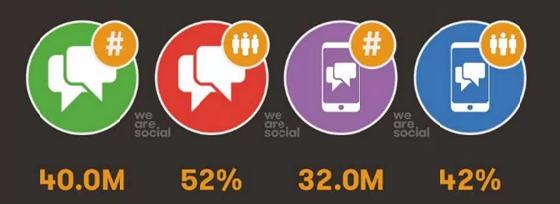 # #
we are social we are social we are social
40.0M 52% 32.0M 42%